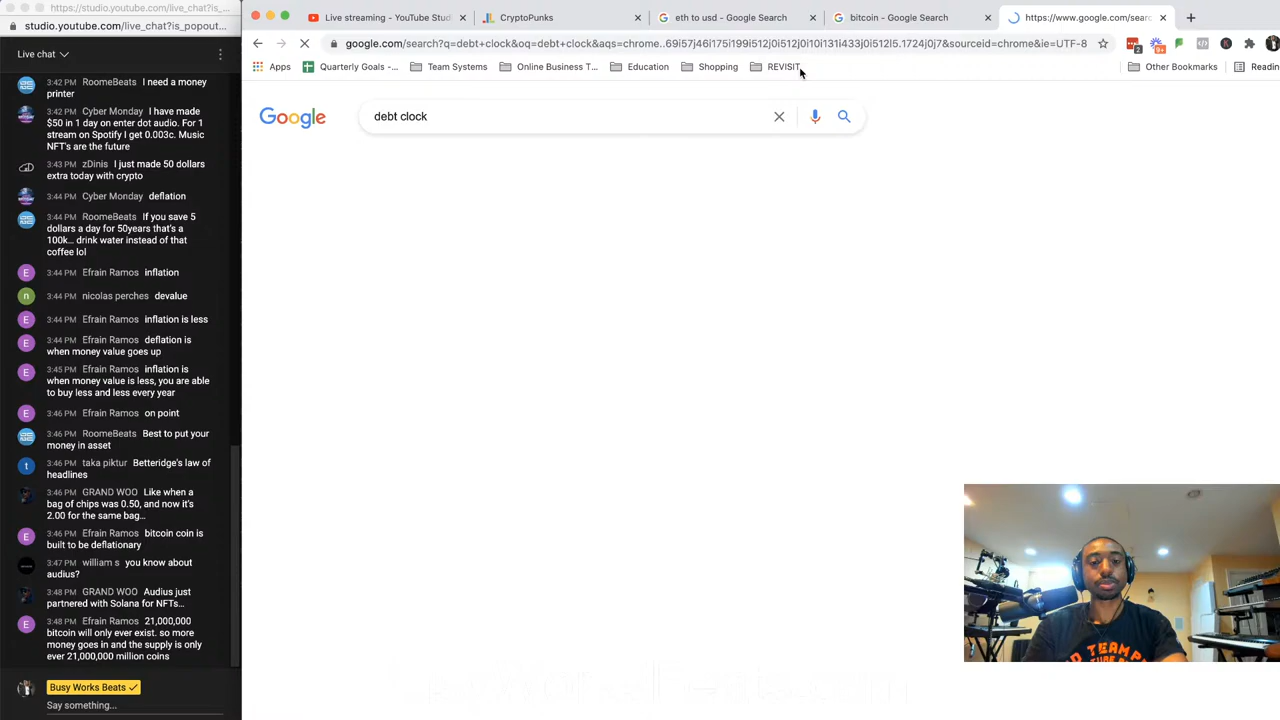 https://studio.youtube.com/live_chat?is_...
studio.youtube.com/live_chat?is_popout...
Live chat
3:42 PM RoomeBeats I need a money
printer
3:42 PM Cyber Monday I have made
$50 in 1 day on enter dot audio. For 1
stream on Spotify I get 0.003c. Music
NFT's are the future
3:43 PM zDinis I just made 50 dollars
extra today with crypto
3:44 PM Cyber Monday deflation
3:44 PM RoomeBeats If you save 5
dollars a day for 50years that's a
100k... drink water instead of that
coffee lol
3:44 PM Efrain Ramos inflation
3:44 PM nicolas perches devalue
3:44 PM Efrain Ramos inflation is less
3:44 PM Efrain Ramos deflation is
when money value goes up
3:45 PM Efrain Ramos inflation is
when money value is less, you are able
to buy less and less every year
3:46 PM Efrain Ramos on point
3:46 PM RoomeBeats Best to put your
money in asset
3:46 PM taka piktur Betteridge's law of
headlines
3:46 PM GRAND WOO Like when a
bag of chips was 0.50, and now it's
2.00 for the same bag...
3:46 PM Efrain Ramos bitcoin coin is
built to be deflationary
3:47 PM william s you know about
audius?
3:48 PM GRAND WOO Audius just
partnered with Solana for NFTs...
3:48 PM Efrain Ramos 21,000,000
bitcoin will only ever exist. so more
money goes in and the supply is only
ever 21,000,000 million coins
Busy Works Beats
Say something...
Live streaming - YouTube Stud
CryptoPunks
eth to usd - Google Search
bitcoin - Google Search
https://www.google.com/searc
google.com/search?q=debt+clock&oq=debt+clock&aqs=chrome..69i57j46i175i199i512j0i512j0i10i131i433j0i512l5.1724j0j7&sourceid=chrome&ie=UTF-8
Apps
Quarterly Goals -...
Team Systems
Online Business T...
Education
Shopping
REVISIT
Other Bookmarks
Readin
Google
debt clock